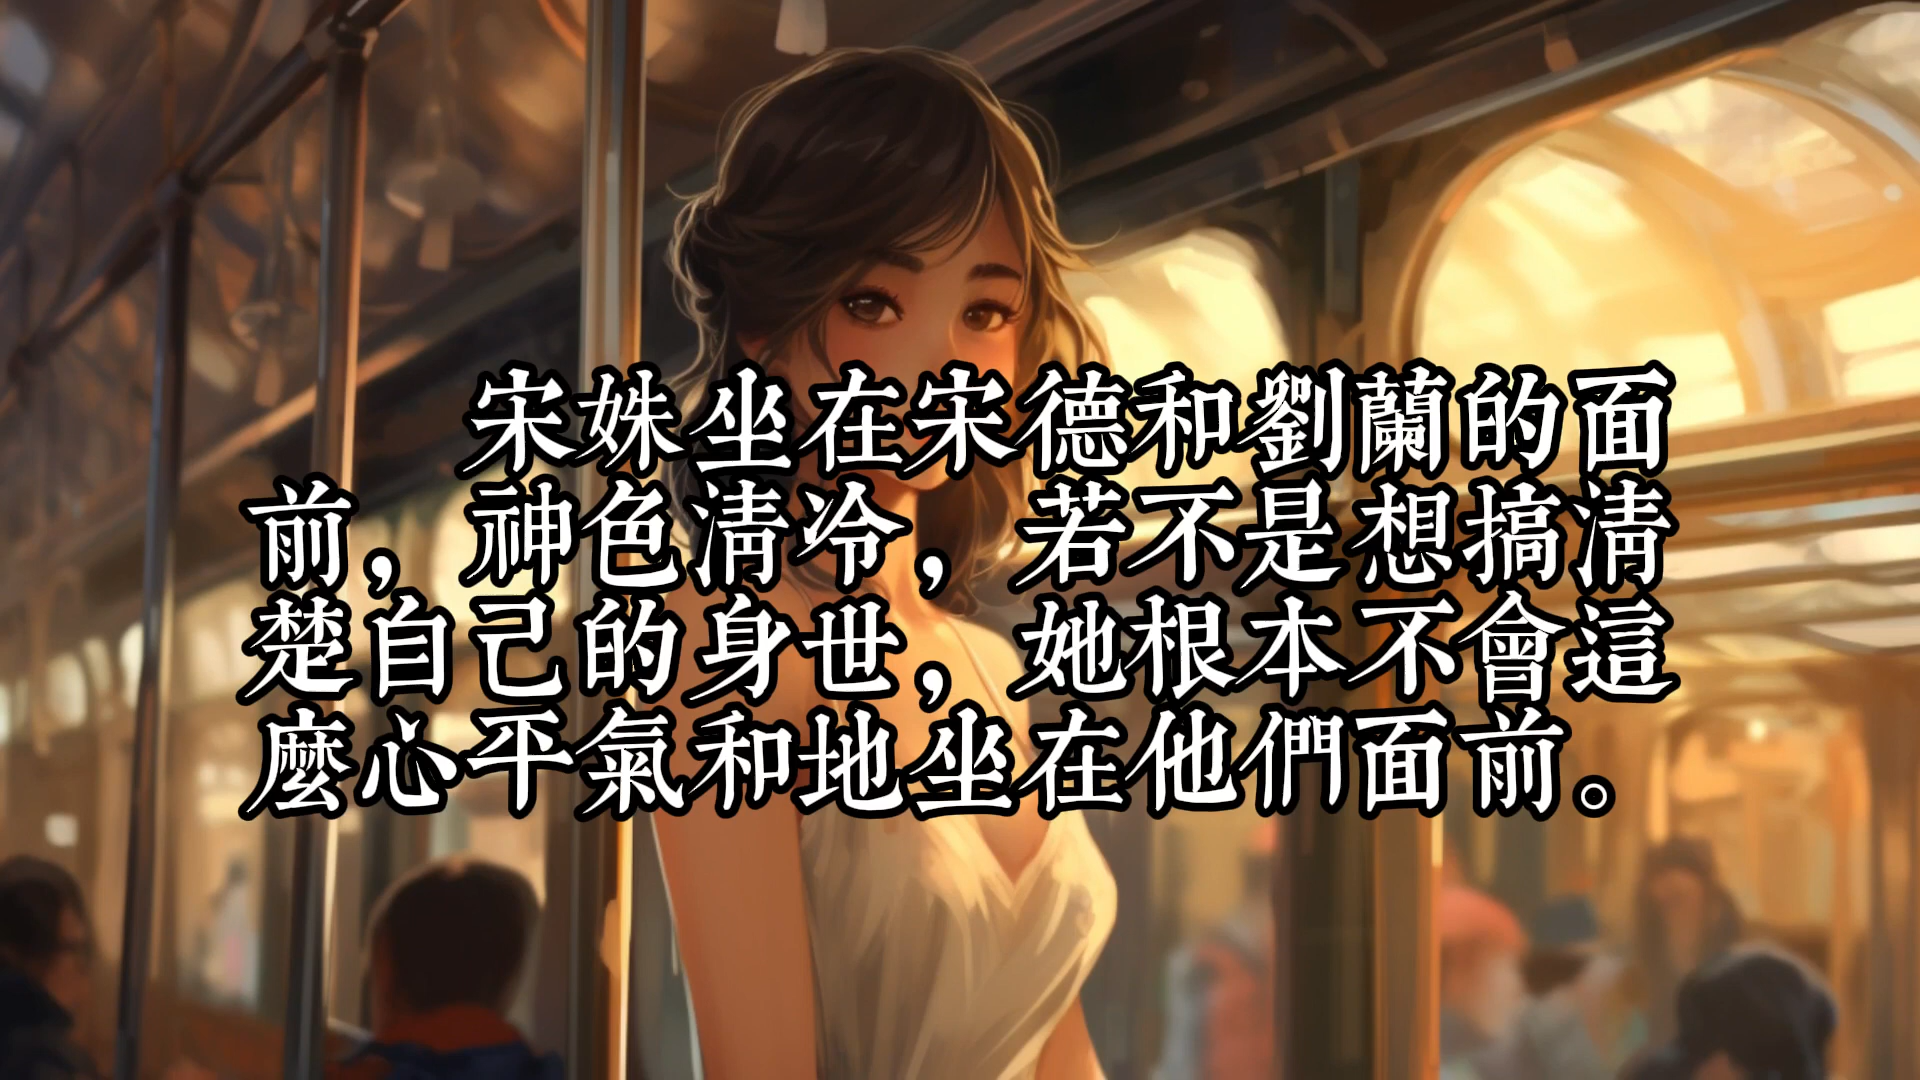 宋姝坐在宋德和劉蘭的面
前，神色清冷，若不是想搞清
楚自己的身世，她根本不會這
麼心平氣和地坐在他們面前。